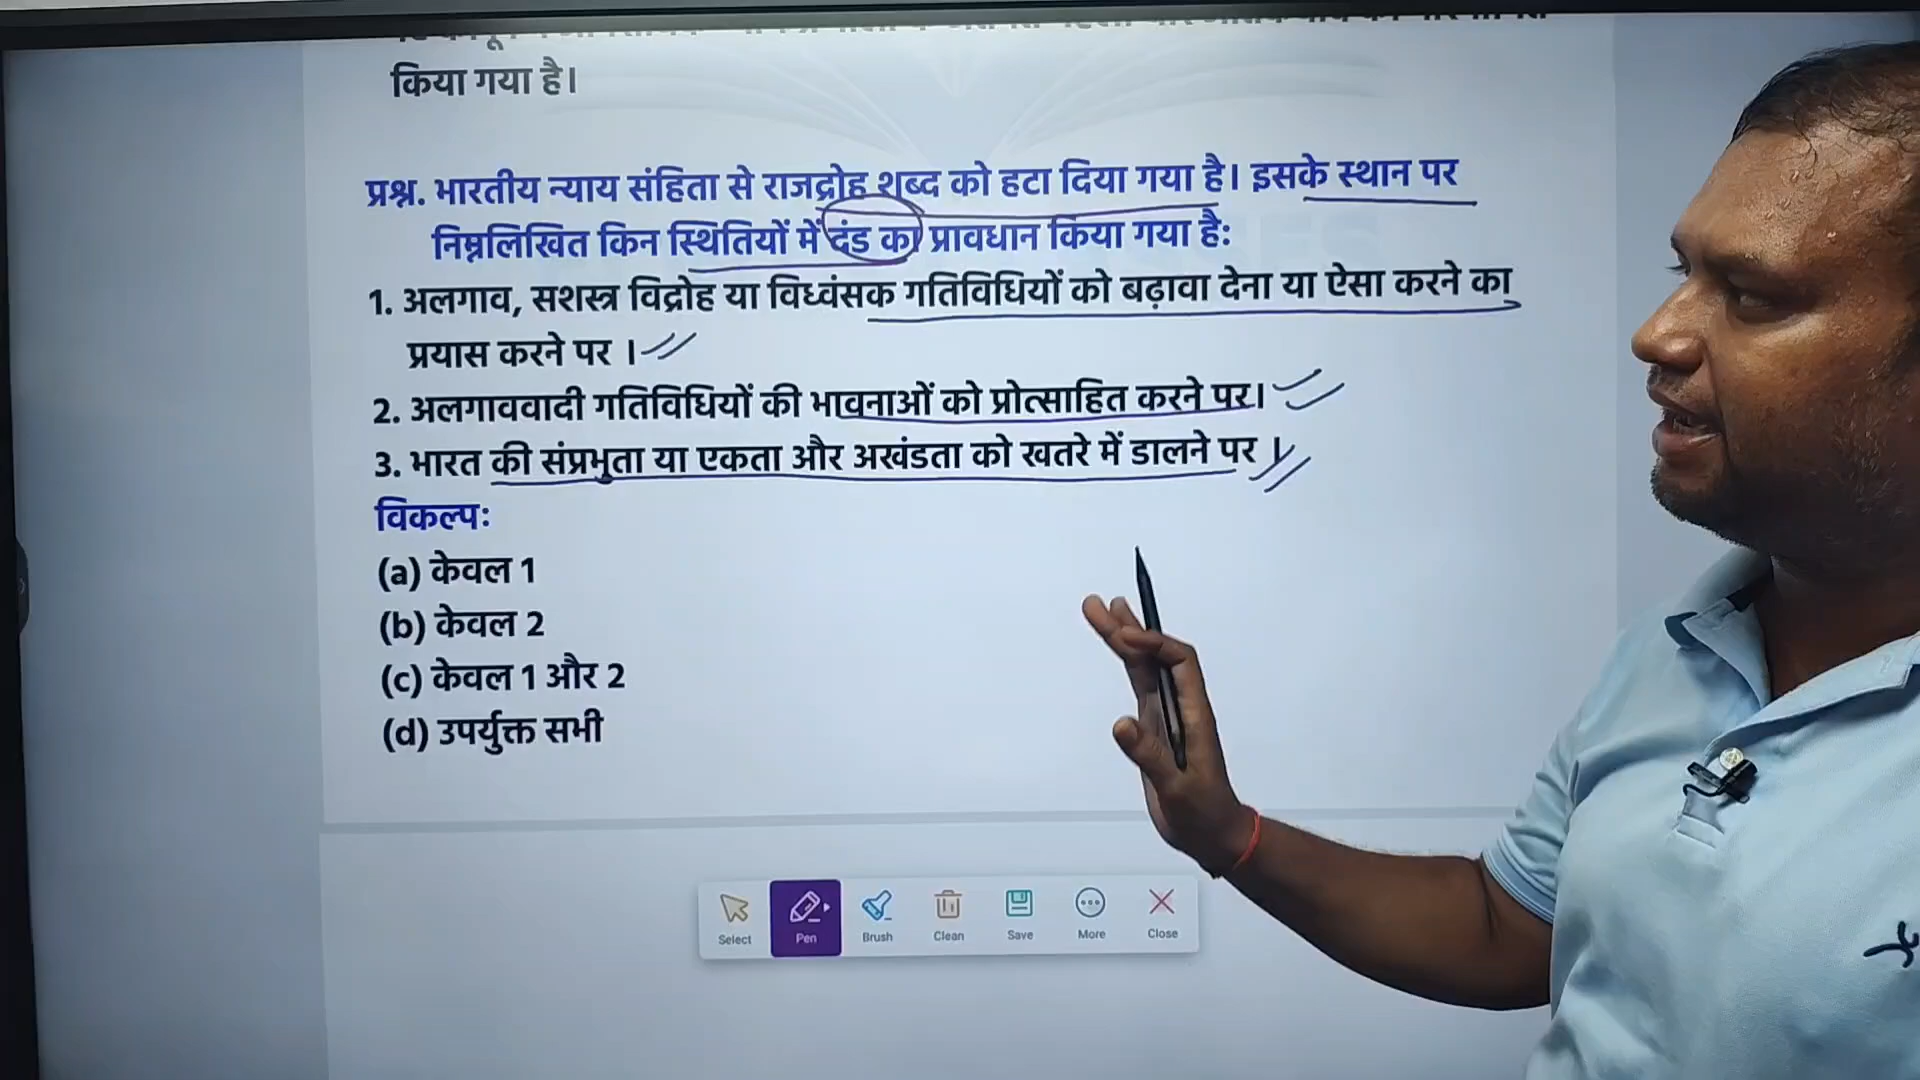 किया गया है।
प्रश्न. भारतीय न्याय संहिता से राजद्रोह शब्द को हटा दिया गया है। इसके स्थान पर
निम्नलिखित किन स्थितियों में दंड का प्रावधान किया गया है:
1. अलगाव, सशस्त्र विद्रोह या विध्वंसक गतिविधियों को बढ़ावा देना या ऐसा करने का
प्रयास करने पर ।
2. अलगाववादी गतिविधियों की भावनाओं को प्रोत्साहित करने पर।
3. भारत की संप्रभुता या एकता और अखंडता को खतरे में डालने पर ।
विकल्प:
(a) केवल 1
(b) केवल 2
(c) केवल 1 और 2
(d) उपर्युक्त सभी
Select Pen Brush Clean Save More Close